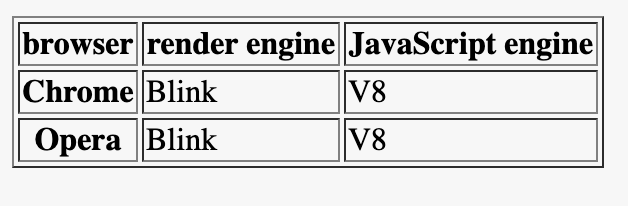 browser render engine JavaScript engine
Chrome Blink V8
Opera Blink V8